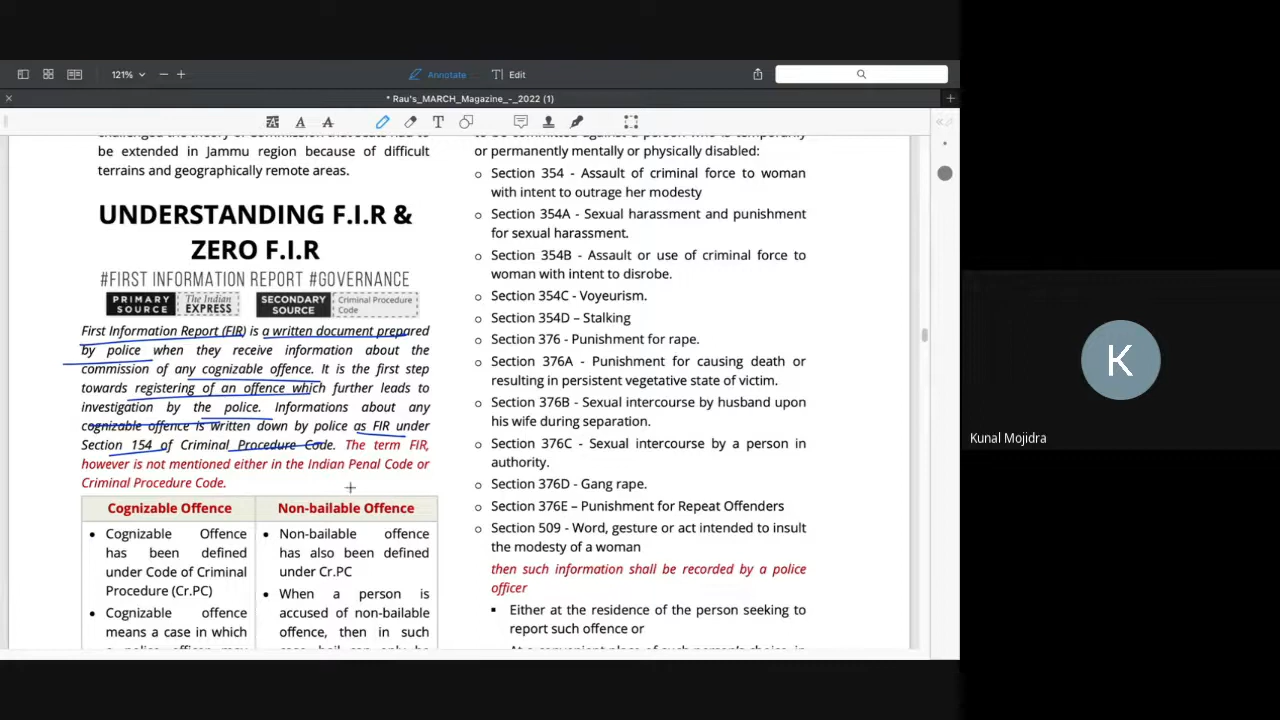 121%
Annotate
Edit
* Rau's_MARCH_Magazine_-_2022 (1)
be extended in Jammu region because of difficult
terrains and geographically remote areas.
UNDERSTANDING F.I.R &
ZERO F.I.R
#FIRST INFORMATION REPORT #GOVERNANCE
PRIMARY
SOURCE
The Indian
EXPRESS
SECONDARY
SOURCE
Criminal Procedure
Code
First Information Report (FIR) is a written document prepared
by police when they receive information about the
commission of any cognizable offence. It is the first step
towards registering of an offence which further leads to
investigation by the police. Informations about any
cognizable offence is written down by police as FIR under
Section 154 of Criminal Procedure Code. The term FIR,
however is not mentioned either in the Indian Penal Code or
Criminal Procedure Code.
Cognizable Offence
• Cognizable Offence
has been defined
under Code of Criminal
Procedure (Cr.PC)
• Cognizable offence
means a case in which
Non-bailable Offence
• Non-bailable offence
has also been defined
under Cr.PC
• When a person is
accused of non-bailable
offence, then in such
or permanently mentally or physically disabled:
o Section 354 - Assault of criminal force to woman
with intent to outrage her modesty
o Section 354A - Sexual harassment and punishment
for sexual harassment.
o Section 354B - Assault or use of criminal force to
woman with intent to disrobe.
o Section 354C - Voyeurism.
o Section 354D – Stalking
o Section 376 - Punishment for rape.
o Section 376A - Punishment for causing death or
resulting in persistent vegetative state of victim.
o Section 376B - Sexual intercourse by husband upon
his wife during separation.
o Section 376C - Sexual intercourse by a person in
authority.
o Section 376D - Gang rape.
o Section 376E – Punishment for Repeat Offenders
o Section 509 - Word, gesture or act intended to insult
the modesty of a woman
then such information shall be recorded by a police
officer
▪ Either at the residence of the person seeking to
report such offence or
K
Kunal Mojidra